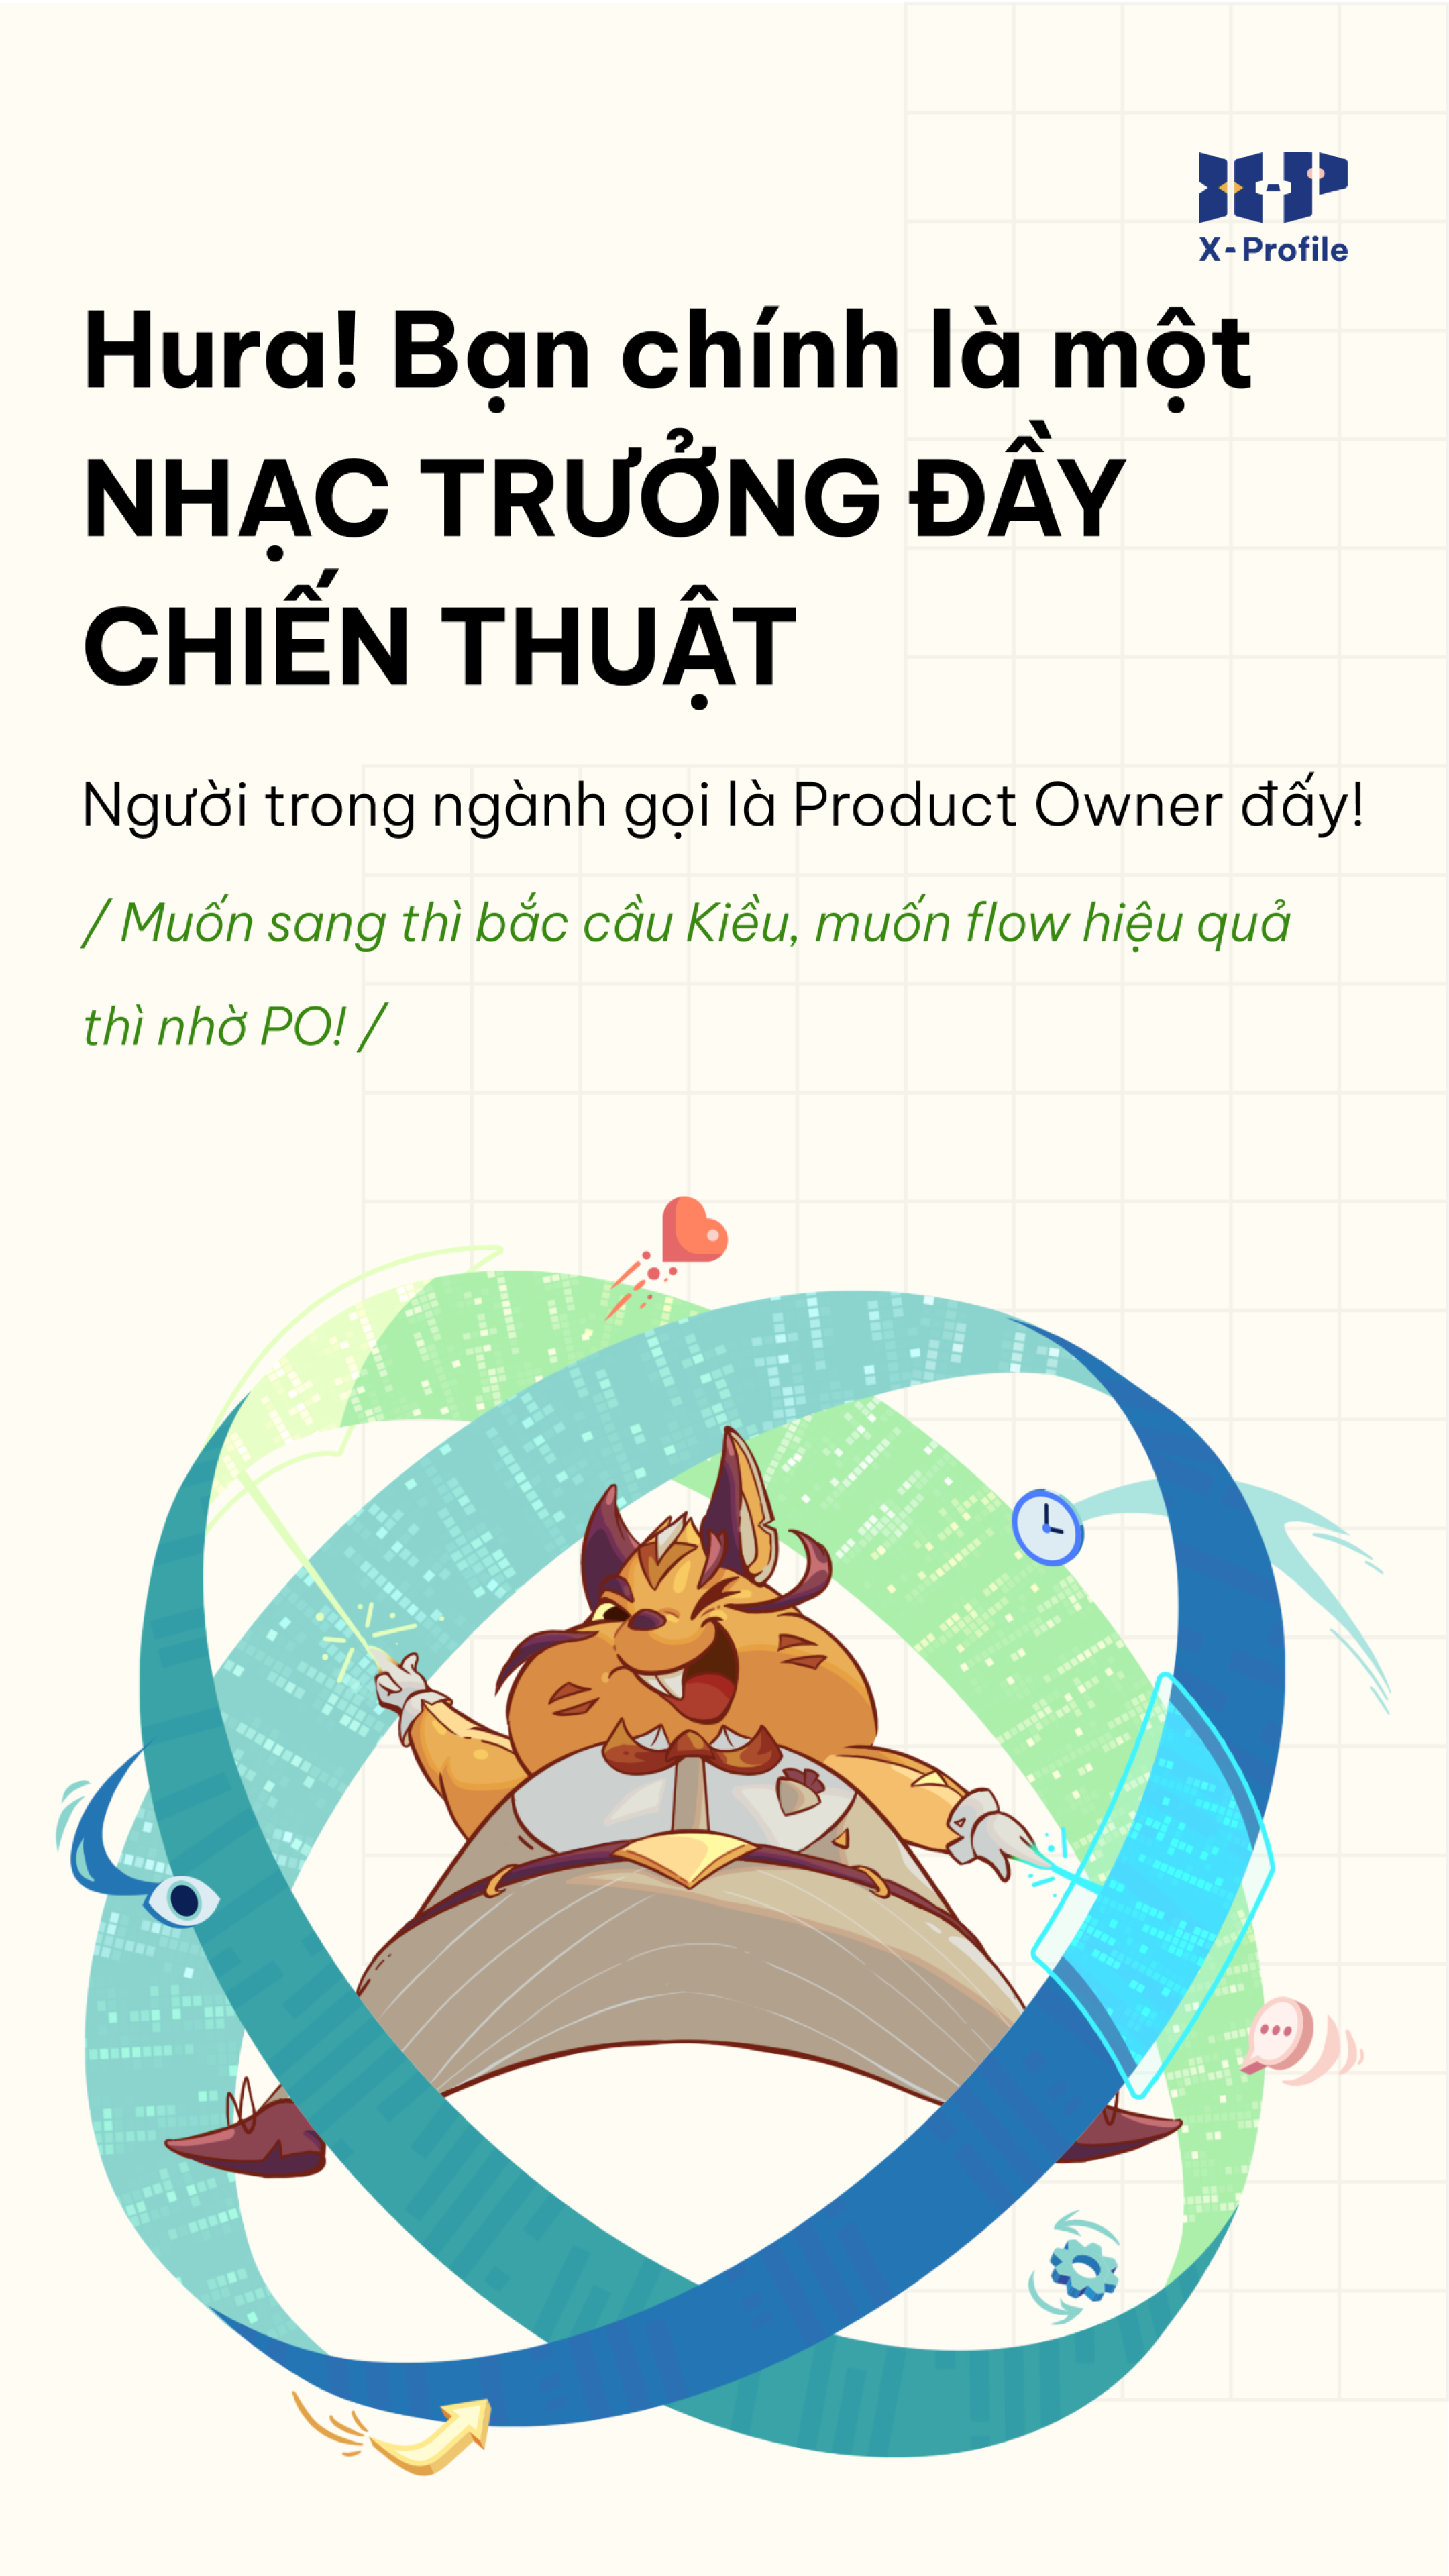 X-P
X-Profile
Hura! Bạn chính là một
NHẠC TRƯỞNG ĐẦY
CHIẾN THUẬT
Người trong ngành gọi là Product Owner đấy!
/ Muốn sang thì bắc cầu Kiều, muốn flow hiệu quả
thì nhờ PO! /